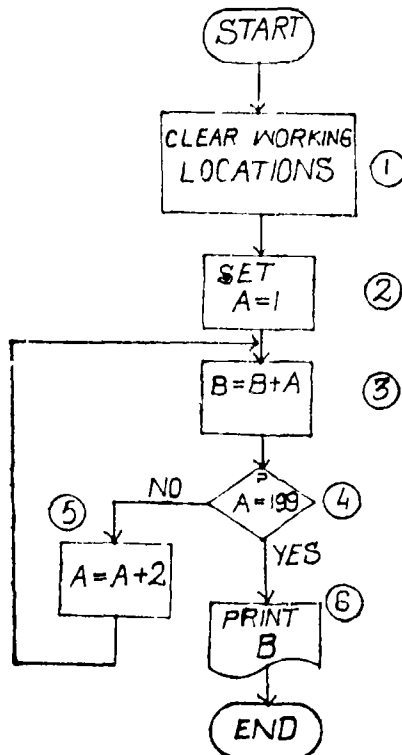 START
CLEAR WORKING
LOCATIONS
1
SET
A=1
2
B=B+A
3
P
A=199
4
NO
YES
5
A=A+2
6
PRINT
B
END